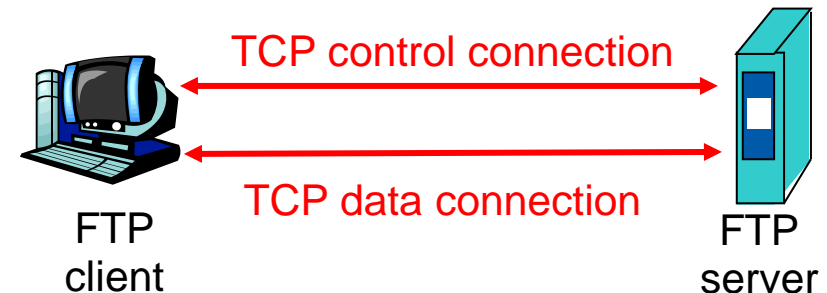 TCP control connection
TCP data connection
FTP
client
FTP
server